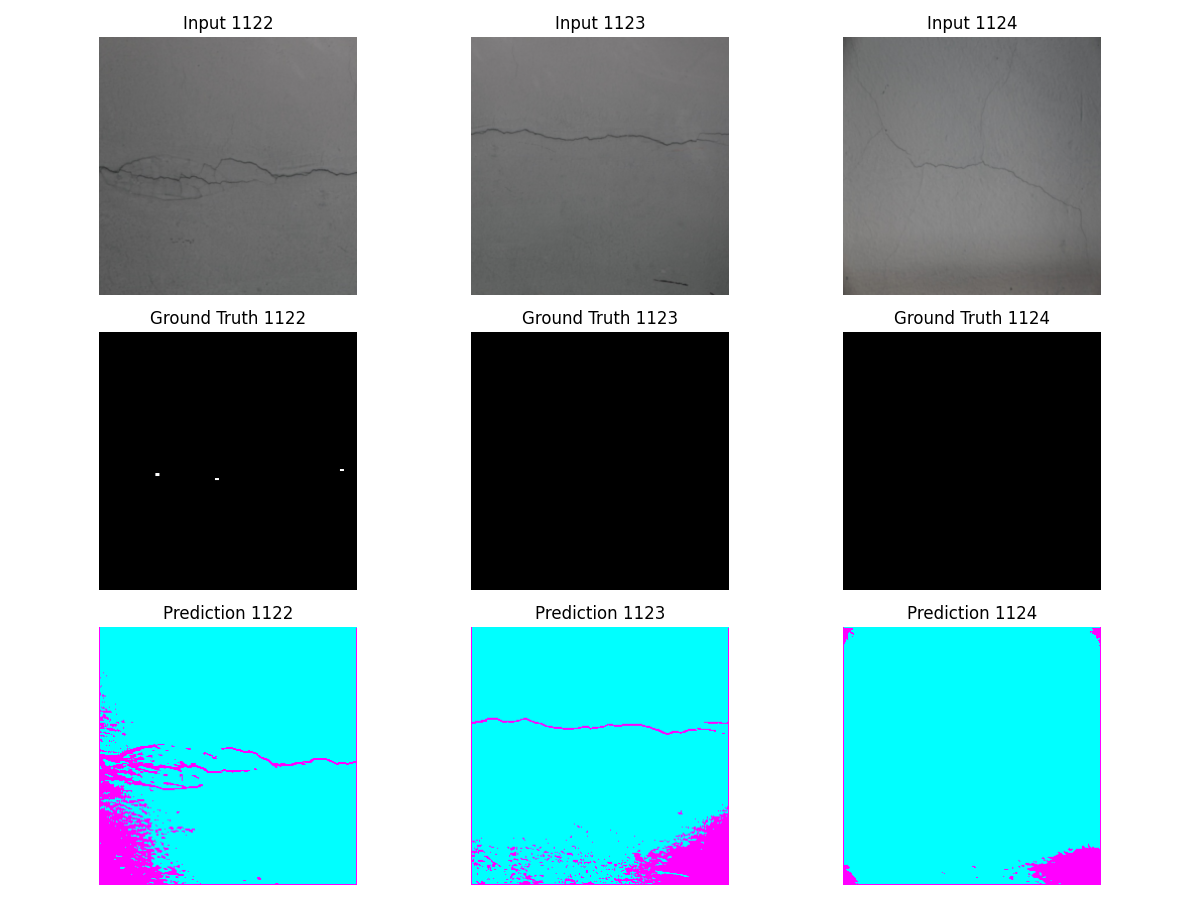 Input 1122
Input 1123
Input 1124
Ground Truth 1122
Ground Truth 1123
Ground Truth 1124
Prediction 1122
Prediction 1123
Prediction 1124